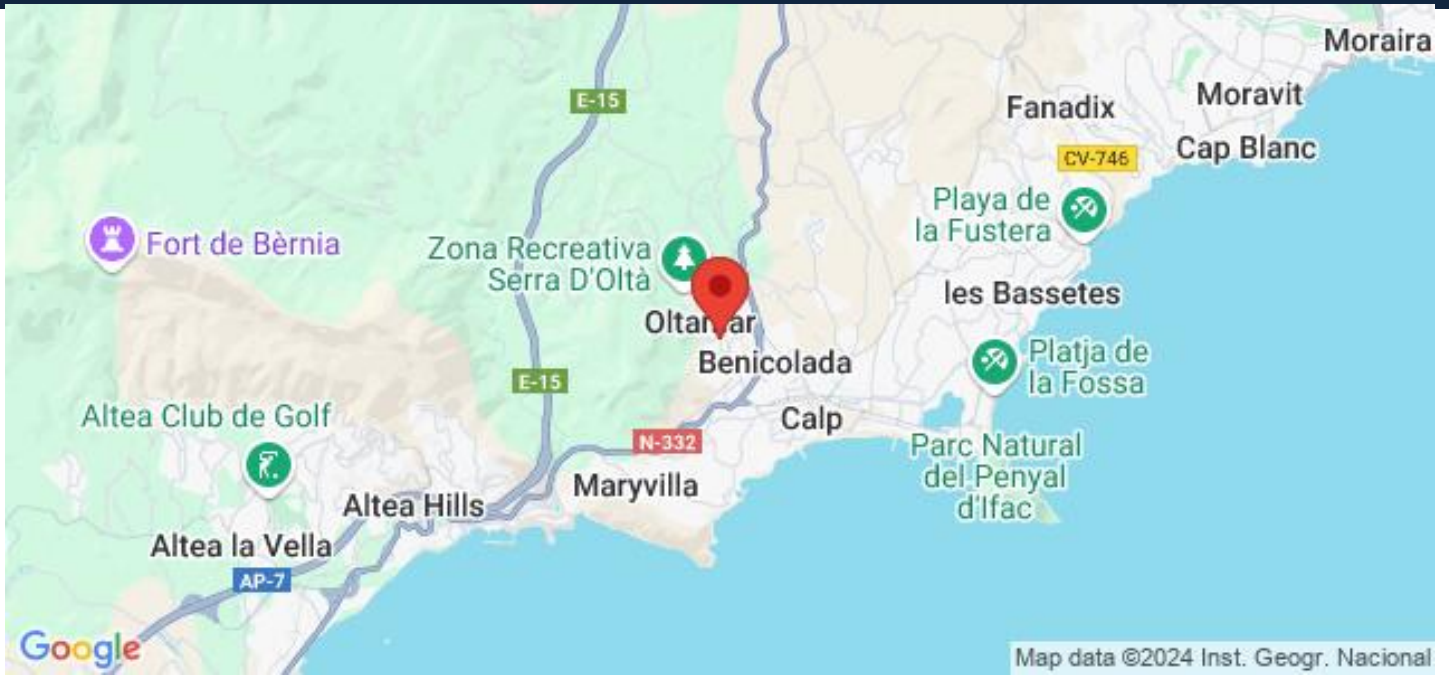 Moraira
E-15
Fanadix
Moravit
CV-746
Cap Blanc
Playa de
la Fustera
Fort de Bèrnia
Zona Recreativa
Serra D'Oltà
les Bassetes
Oltamar
Benicolada
Platja de
la Fossa
E-15
Altea Club de Golf
Calp
N-332
Parc Natural
del Penyal
d'Ifac
Maryvilla
Altea Hills
Altea la Vella
AP-7
Google
Map data ©2024 Inst. Geogr. Nacional